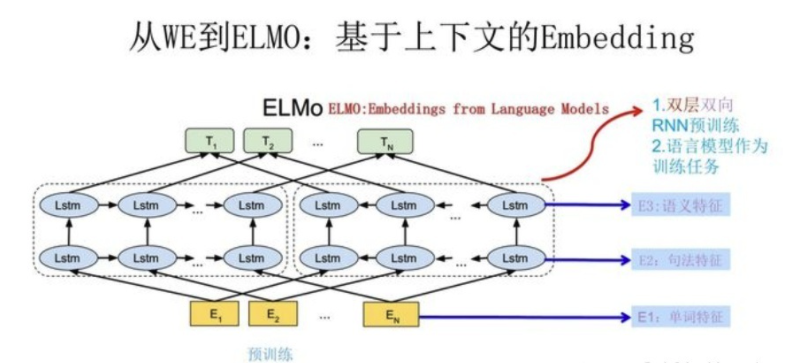 从WE到ELMO：基于上下文的Embedding
ELMo ELMO:Embeddings from Language Models
1.双层双向
RNN预训练
2.语言模型作为
训练任务
T1 T2 ... TN
Lstm Lstm ... Lstm Lstm Lstm ... Lstm
E3:语义特征
Lstm Lstm ... Lstm Lstm Lstm ... Lstm
E2：句法特征
E1 E2 ... EN
E1：单词特征
预训练